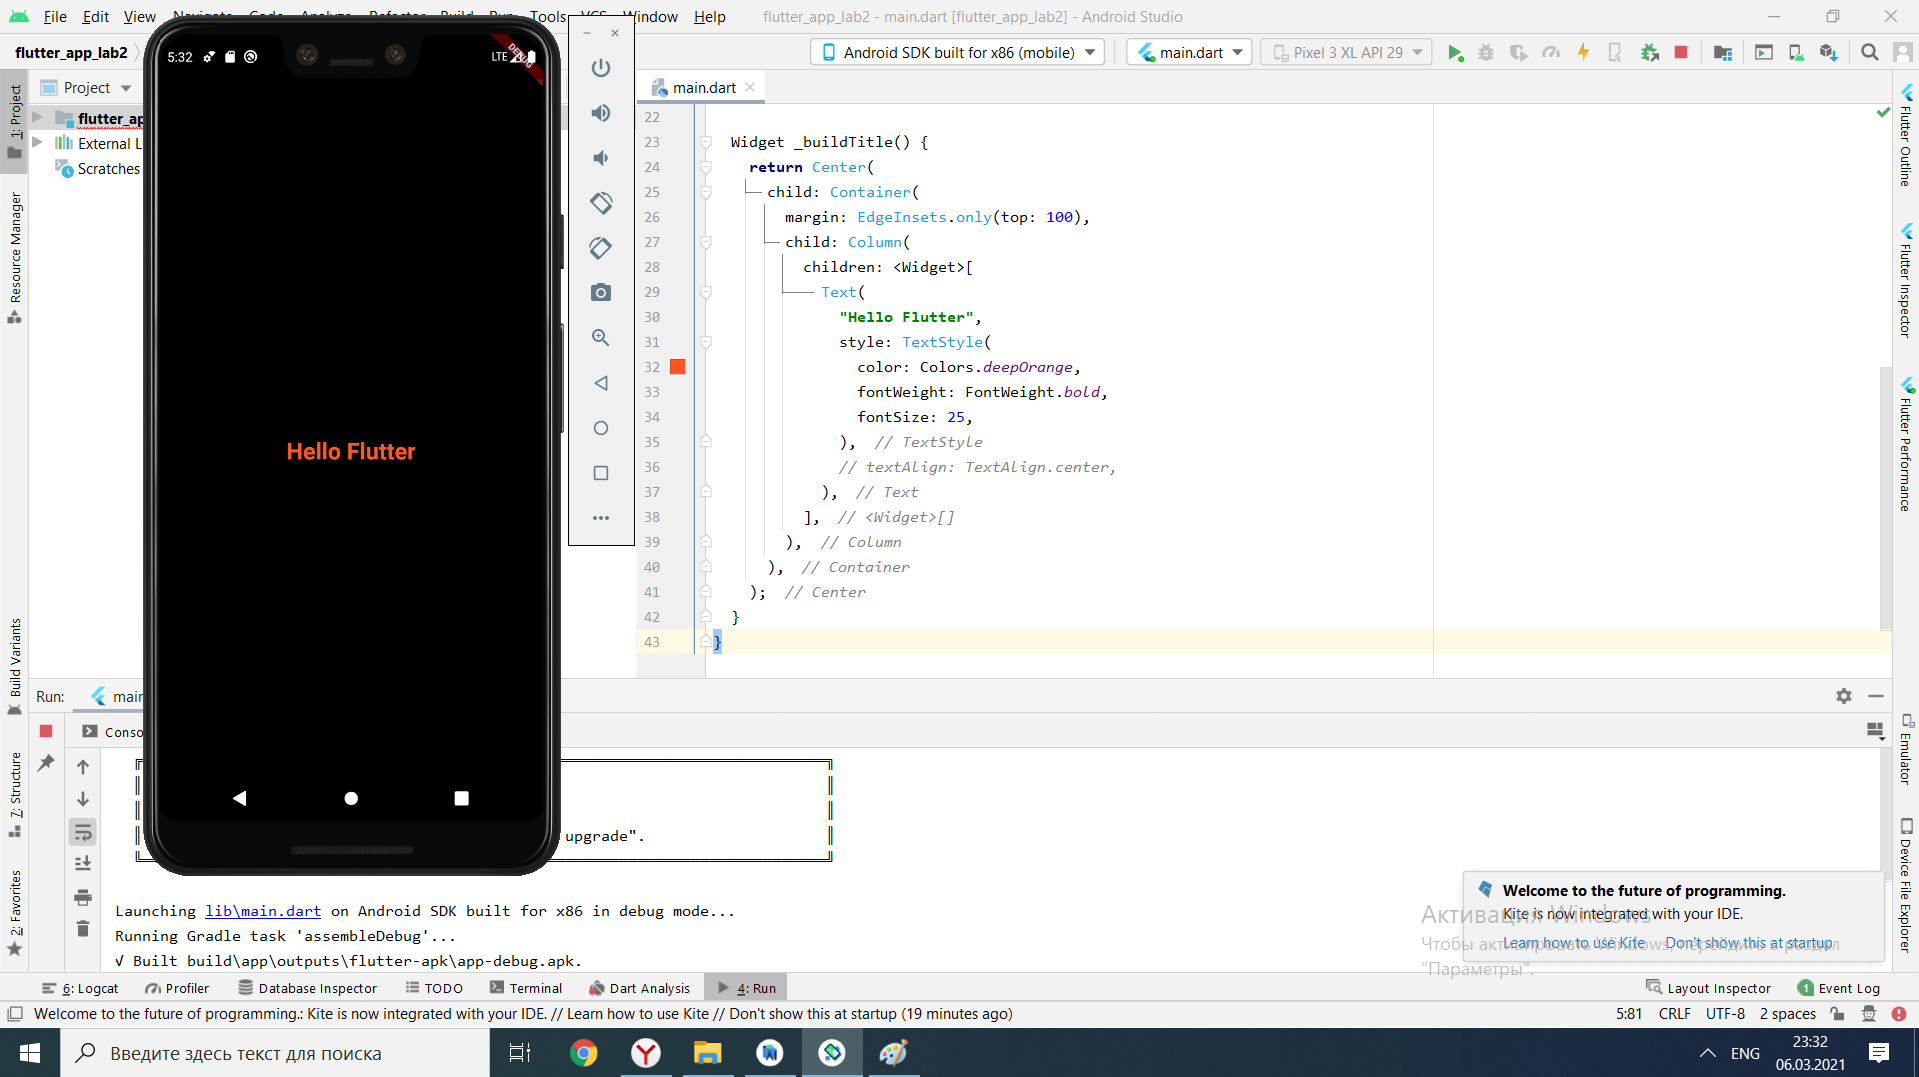 File Edit View Tools Window Help flutter_app_lab2 - main.dart [flutter_app_lab2] - Android Studio
flutter_app_lab2 Android SDK built for x86 (mobile) main.dart Pixel 3 XL API 29
5:32 LTE DEBUG
Project main.dart
flutter_ap
External L
Scratches
1: Project
Resource Manager
Build Variants
7: Structure
2: Favorites
Hello Flutter
22
23 Widget _buildTitle() {
24 return Center(
25 child: Container(
26 margin: EdgeInsets.only(top: 100),
27 child: Column(
28 children: <Widget>[
29 Text(
30 "Hello Flutter",
31 style: TextStyle(
32 color: Colors.deepOrange,
33 fontWeight: FontWeight.bold,
34 fontSize: 25,
35 ), // TextStyle
36 // textAlign: TextAlign.center,
37 ), // Text
38 ], // <Widget>[]
39 ), // Column
40 ), // Container
41 ); // Center
42 }
43 }
Flutter Outline
Flutter Inspector
Flutter Performance
Emulator
Device File Explorer
Run: main
Conso
upgrade".
Launching lib\main.dart on Android SDK built for x86 in debug mode...
Running Gradle task 'assembleDebug'...
√ Built build\app\outputs\flutter-apk\app-debug.apk.
Welcome to the future of programming.
Kite is now integrated with your IDE.
Learn how to use Kite Don't show this at startup
Активация Windows
Чтобы активировать Windows, перейдите в раздел
"Параметры".
6: Logcat Profiler Database Inspector TODO Terminal Dart Analysis 4: Run Layout Inspector 1 Event Log
Welcome to the future of programming.: Kite is now integrated with your IDE. // Learn how to use Kite // Don't show this at startup (19 minutes ago) 5:81 CRLF UTF-8 2 spaces
Введите здесь текст для поиска ENG 23:32
06.03.2021